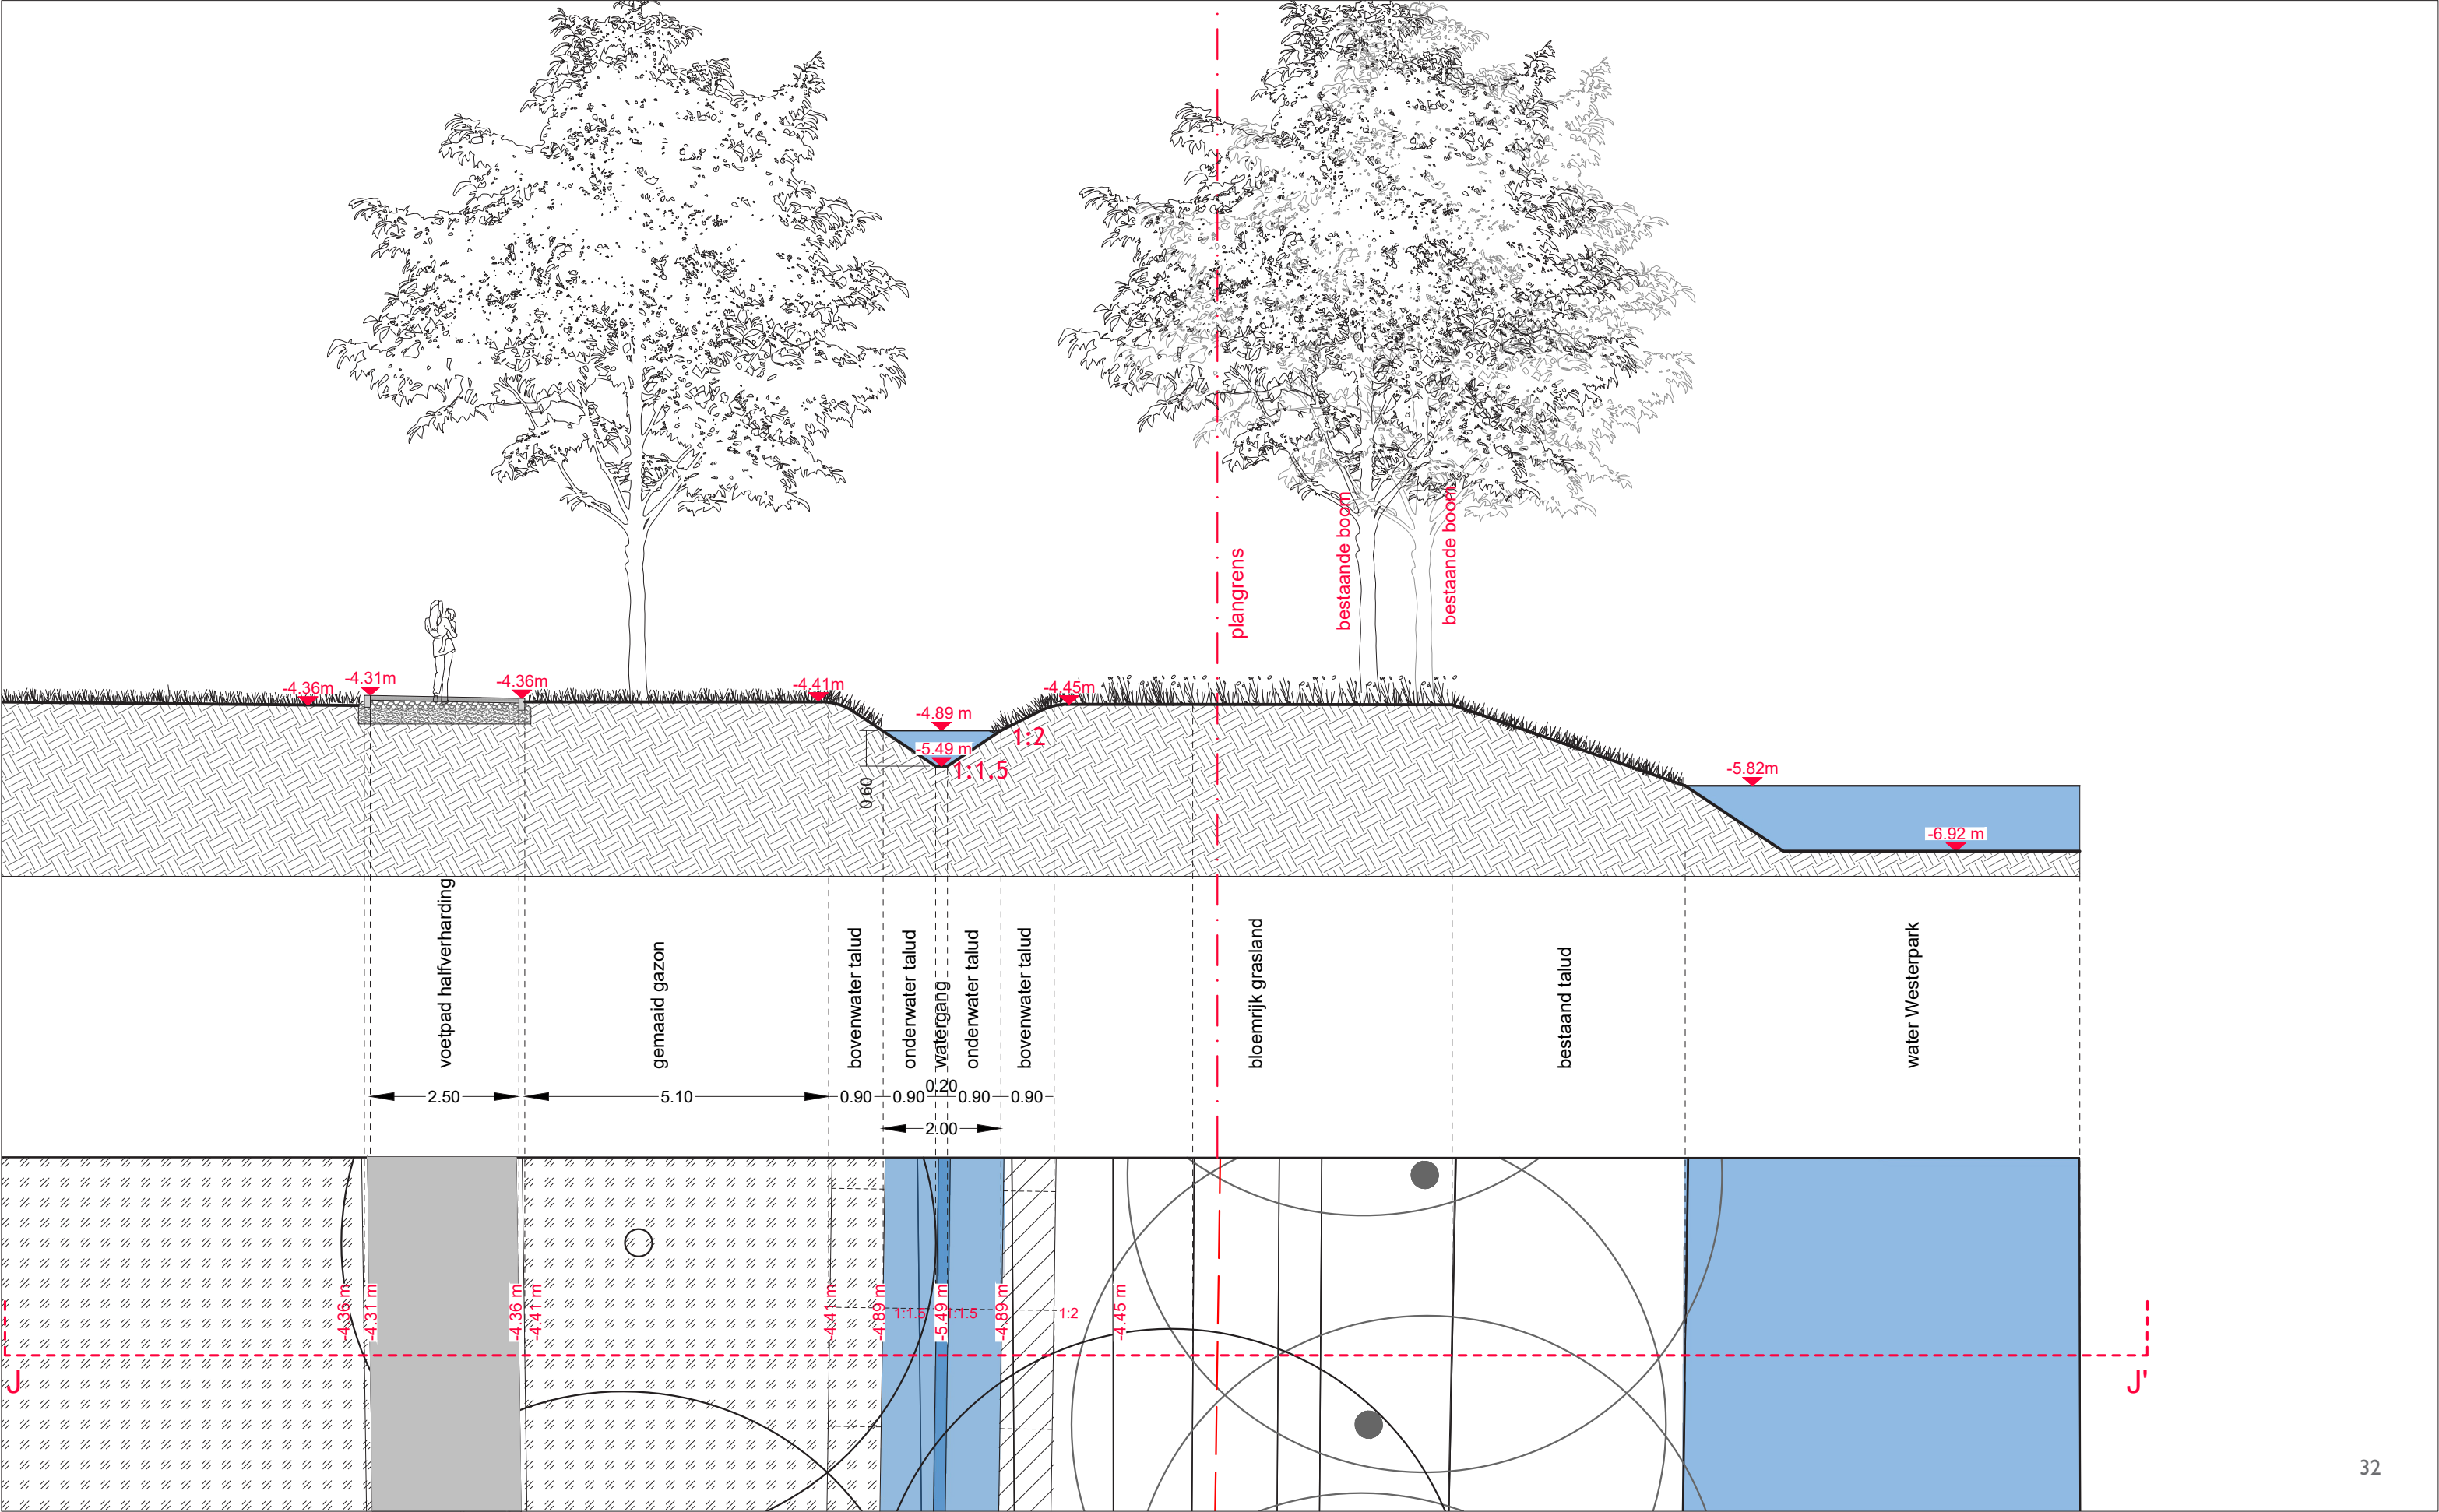 bestaande boom
bestaande boom
plangrens
-4.36m
-4.31m
-4.36m
-4.41m
-4.45m
-4.89 m
-5.49 m
1:2
1:1.5
0.60
-5.82m
-6.92 m
voetpad halfverharding
gemaaid gazon
bovenwater talud
onderwater talud
watergang
onderwater talud
bovenwater talud
bloemrijk grasland
bestaand talud
water Westerpark
2.50
5.10
0.90
0.90
0.20
0.90
0.90
2.00
-4.36 m
-4.31 m
-4.36 m
-4.41 m
-4.41 m
-4.89 m
1:1.5
-5.49 m
1:1.5
-4.89 m
1:2
-4.45 m
J
J'
32